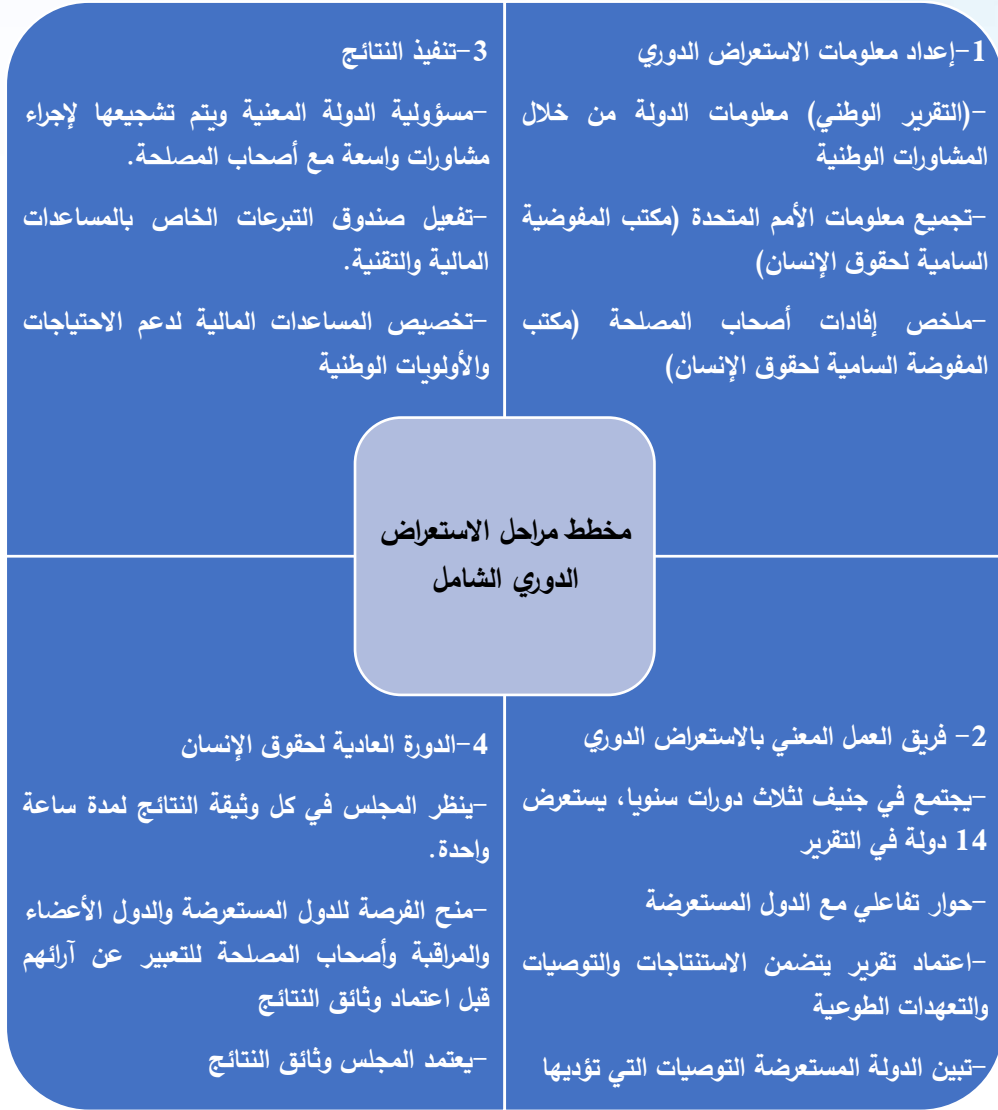 1-إعداد معلومات الاستعراض الدوري
-(التقرير الوطني) معلومات الدولة من خلال
المشاورات الوطنية
-تجميع معلومات الأمم المتحدة (مكتب المفوضية
السامية لحقوق الإنسان)
-ملخص إفادات أصحاب المصلحة (مكتب
المفوضة السامية لحقوق الإنسان)
3-تنفيذ النتائج
-مسؤولية الدولة المعنية ويتم تشجيعها لإجراء
مشاورات واسعة مع أصحاب المصلحة.
-تفعيل صندوق التبرعات الخاص بالمساعدات
المالية والتقنية.
-تخصيص المساعدات المالية لدعم الاحتياجات
والأولويات الوطنية
مخطط مراحل الاستعراض
الدوري الشامل
2- فريق العمل المعني بالاستعراض الدوري
-يجتمع في جنيف لثلاث دورات سنويا، يستعرض
14 دولة في التقرير
-حوار تفاعلي مع الدول المستعرضة
-اعتماد تقرير يتضمن الاستنتاجات والتوصيات
والتعهدات الطوعية
-تبين الدولة المستعرضة التوصيات التي تؤديها
4-الدورة العادية لحقوق الإنسان
-ينظر المجلس في كل وثيقة النتائج لمدة ساعة
واحدة.
-منح الفرصة للدول المستعرضة والدول الأعضاء
والمراقبة وأصحاب المصلحة للتعبير عن آرائهم
قبل اعتماد وثائق النتائج
-يعتمد المجلس وثائق النتائج